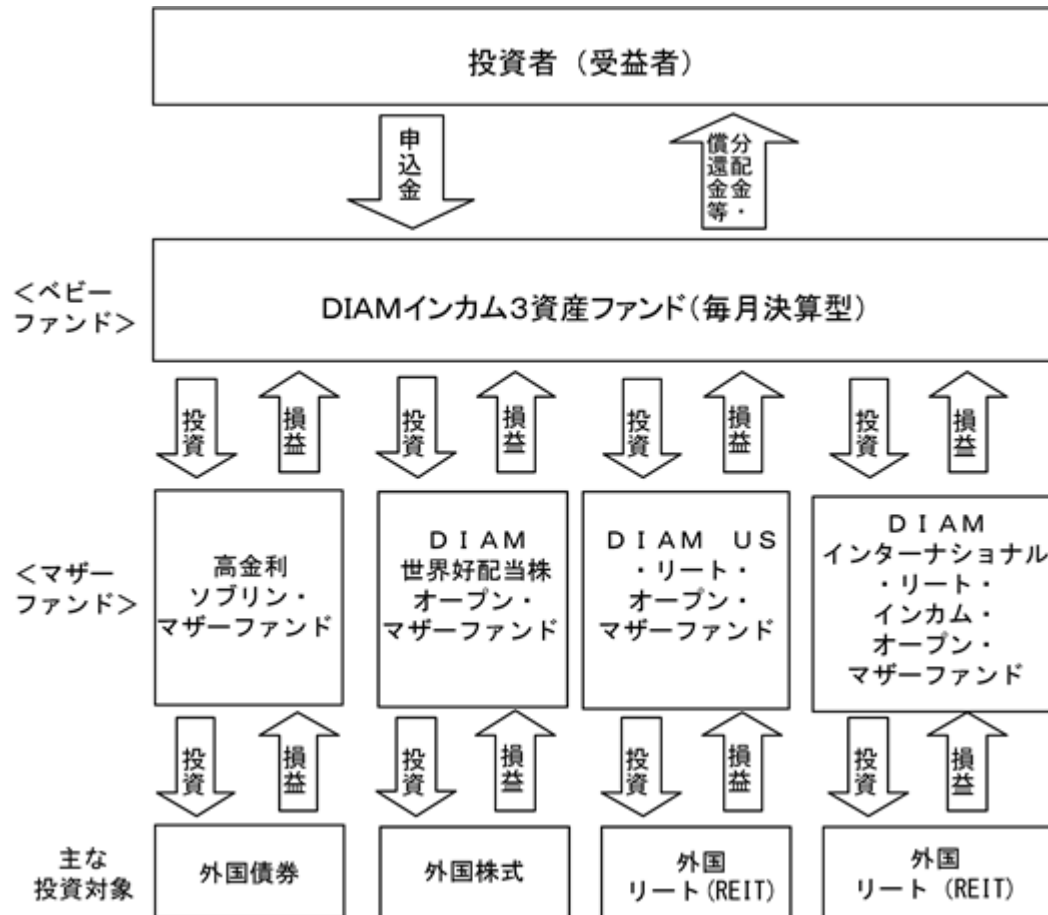 投資者（受益者）
申込金
分配金・
償還金等
＜ベビー
ファンド＞
DIAMインカム3資産ファンド（毎月決算型）
投資
損益
投資
損益
投資
損益
投資
損益
＜マザー
ファンド＞
高金利
ソブリン・
マザーファンド
ＤＩＡＭ
世界好配当株
オープン・
マザーファンド
ＤＩＡＭ　ＵＳ
・リート・
オープン・
マザーファンド
ＤＩＡＭ
インターナショナル
・リート・
インカム・
オープン・
マザーファンド
投資
損益
投資
損益
投資
損益
投資
損益
主な
投資対象
外国債券
外国株式
外国
リート(REIT)
外国
リート (REIT)